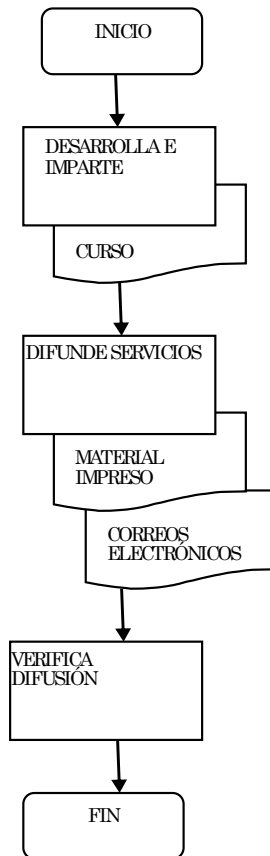 INICIO
DESARROLLA E
IMPARTE
CURSO
DIFUNDE SERVICIOS
MATERIAL
IMPRESO
CORREOS
ELECTRÓNICOS
VERIFICA
DIFUSIÓN
FIN